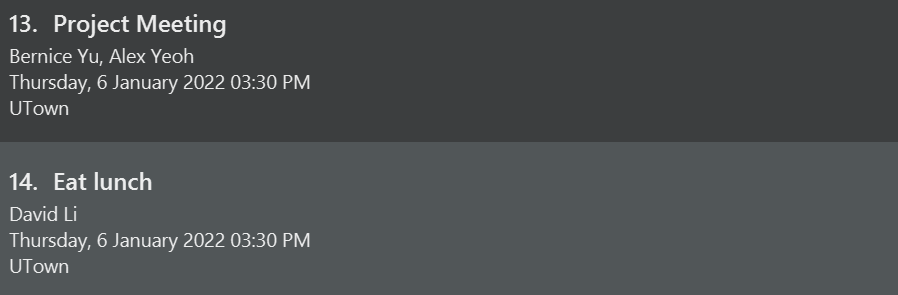 13. Project Meeting
Bernice Yu, Alex Yeoh
Thursday, 6 January 2022 03:30 PM
UTown
14. Eat lunch
David Li
Thursday, 6 January 2022 03:30 PM
UTown